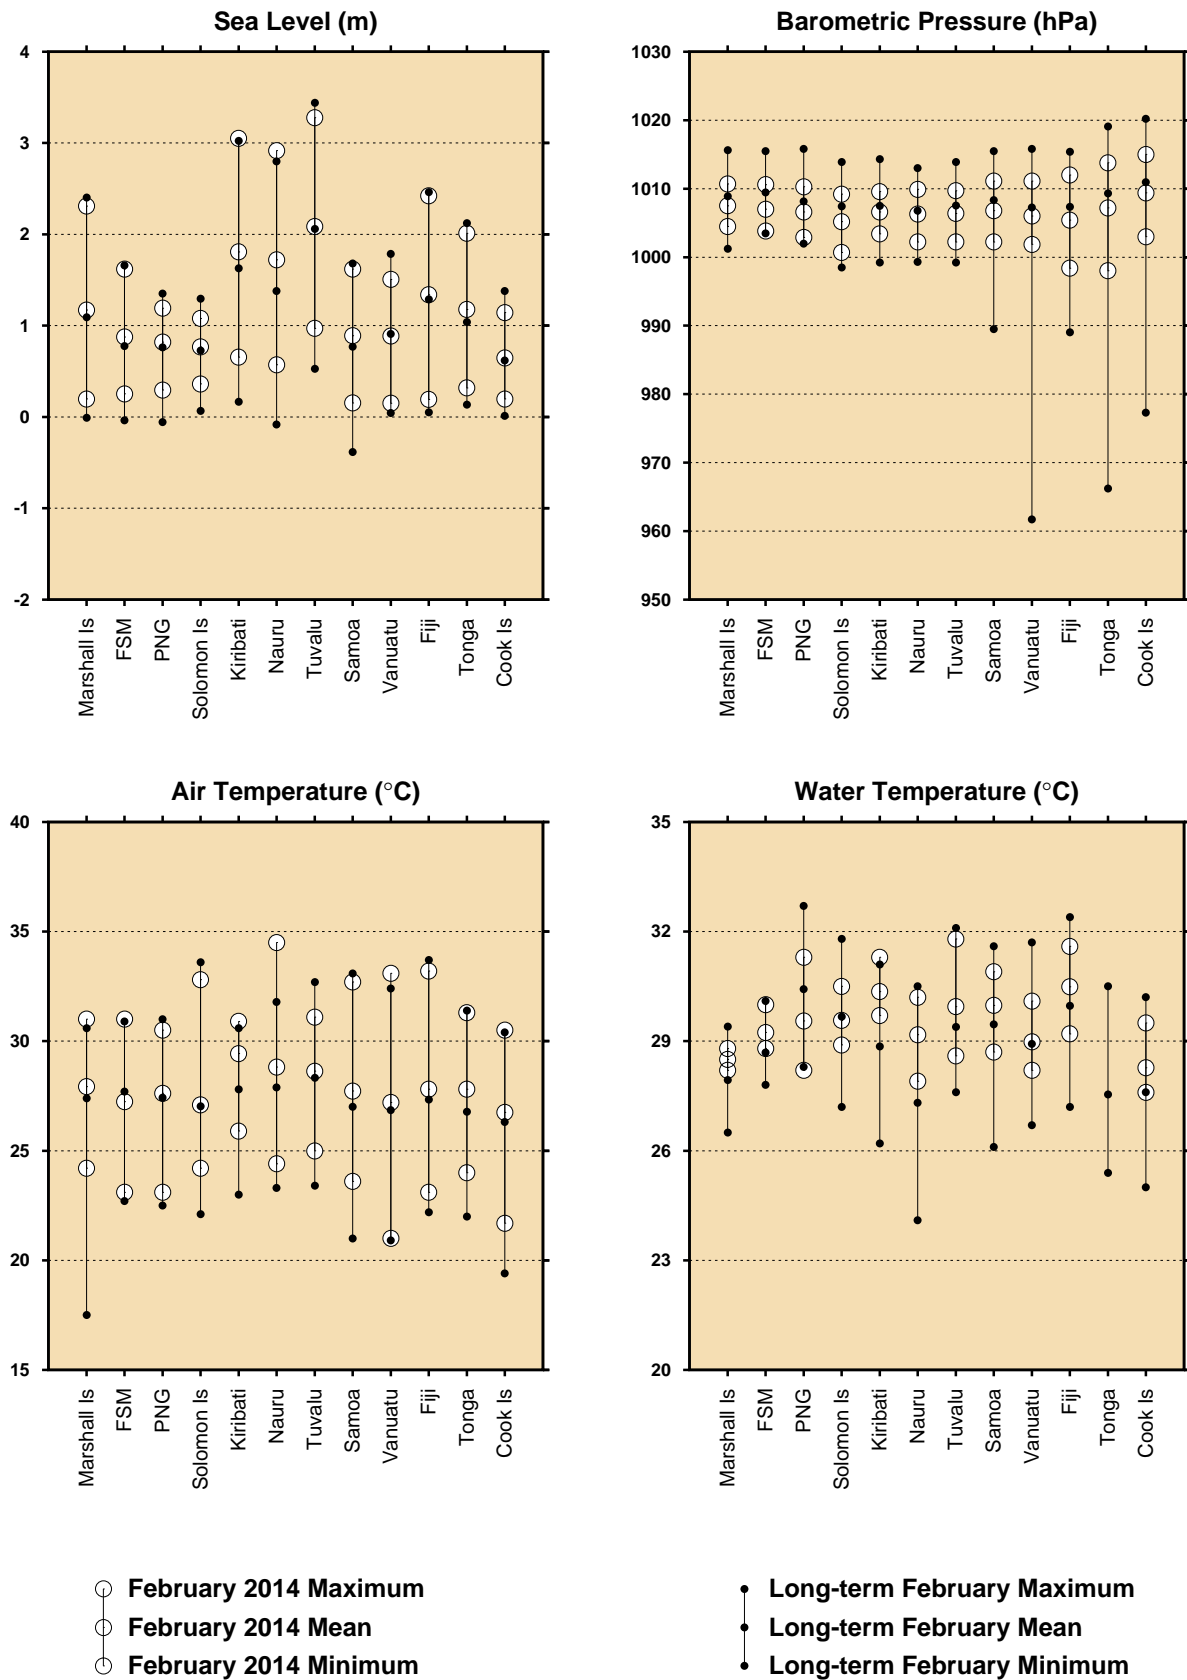 Sea Level (m)
4
3
2
1
0
-1
-2
Marshall Is
FSM
PNG
Solomon Is
Kiribati
Nauru
Tuvalu
Samoa
Vanuatu
Fiji
Tonga
Cook Is
Barometric Pressure (hPa)
1030
1020
1010
1000
990
980
970
960
950
Marshall Is
FSM
PNG
Solomon Is
Kiribati
Nauru
Tuvalu
Samoa
Vanuatu
Fiji
Tonga
Cook Is
Air Temperature (°C)
40
35
30
25
20
15
Marshall Is
FSM
PNG
Solomon Is
Kiribati
Nauru
Tuvalu
Samoa
Vanuatu
Fiji
Tonga
Cook Is
Water Temperature (°C)
35
32
29
26
23
20
Marshall Is
FSM
PNG
Solomon Is
Kiribati
Nauru
Tuvalu
Samoa
Vanuatu
Fiji
Tonga
Cook Is
February 2014 Maximum
February 2014 Mean
February 2014 Minimum
Long-term February Maximum
Long-term February Mean
Long-term February Minimum